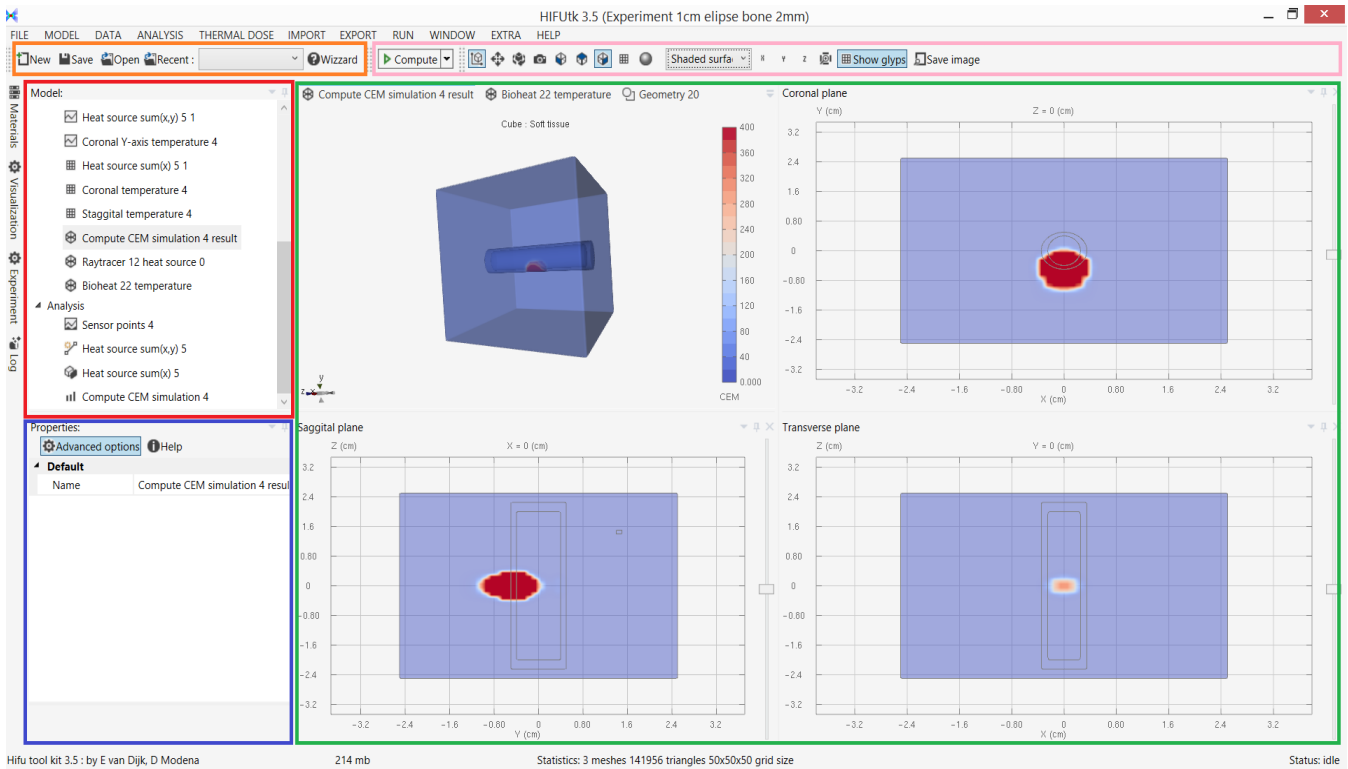 HIFUtk 3.5 (Experiment 1cm elipse bone 2mm)
FILE MODEL DATA ANALYSIS THERMAL DOSE IMPORT EXPORT RUN WINDOW EXTRA HELP
New Save Open Recent : Wizzard Compute Shaded surfa X Y Z Show glyps Save image
Materials
Visualization
Experiment
Log
Model:
Heat source sum(x,y) 5 1
Coronal Y-axis temperature 4
Heat source sum(x) 5 1
Coronal temperature 4
Staggital temperature 4
Compute CEM simulation 4 result
Raytracer 12 heat source 0
Bioheat 22 temperature
Analysis
Sensor points 4
Heat source sum(x,y) 5
Heat source sum(x) 5
Compute CEM simulation 4
Properties:
Advanced options Help
Default
Name Compute CEM simulation 4 resul
Compute CEM simulation 4 result Bioheat 22 temperature Geometry 20
Cube : Soft tissue
400
360
320
280
240
200
160
120
80
40
0.000
CEM
y
z x
Coronal plane
Y (cm) Z = 0 (cm)
3.2
2.4
1.6
0.80
0
-0.80
-1.6
-2.4
-3.2
-3.2 -2.4 -1.6 -0.80 0 0.80 1.6 2.4 3.2
X (cm)
Saggital plane
Z (cm) X = 0 (cm)
3.2
2.4
1.6
0.80
0
-0.80
-1.6
-2.4
-3.2
-3.2 -2.4 -1.6 -0.80 0 0.80 1.6 2.4 3.2
Y (cm)
Transverse plane
Z (cm) Y = 0 (cm)
3.2
2.4
1.6
0.80
0
-0.80
-1.6
-2.4
-3.2
-3.2 -2.4 -1.6 -0.80 0 0.80 1.6 2.4 3.2
X (cm)
Hifu tool kit 3.5 : by E van Dijk, D Modena 214 mb Statistics: 3 meshes 141956 triangles 50x50x50 grid size Status: idle